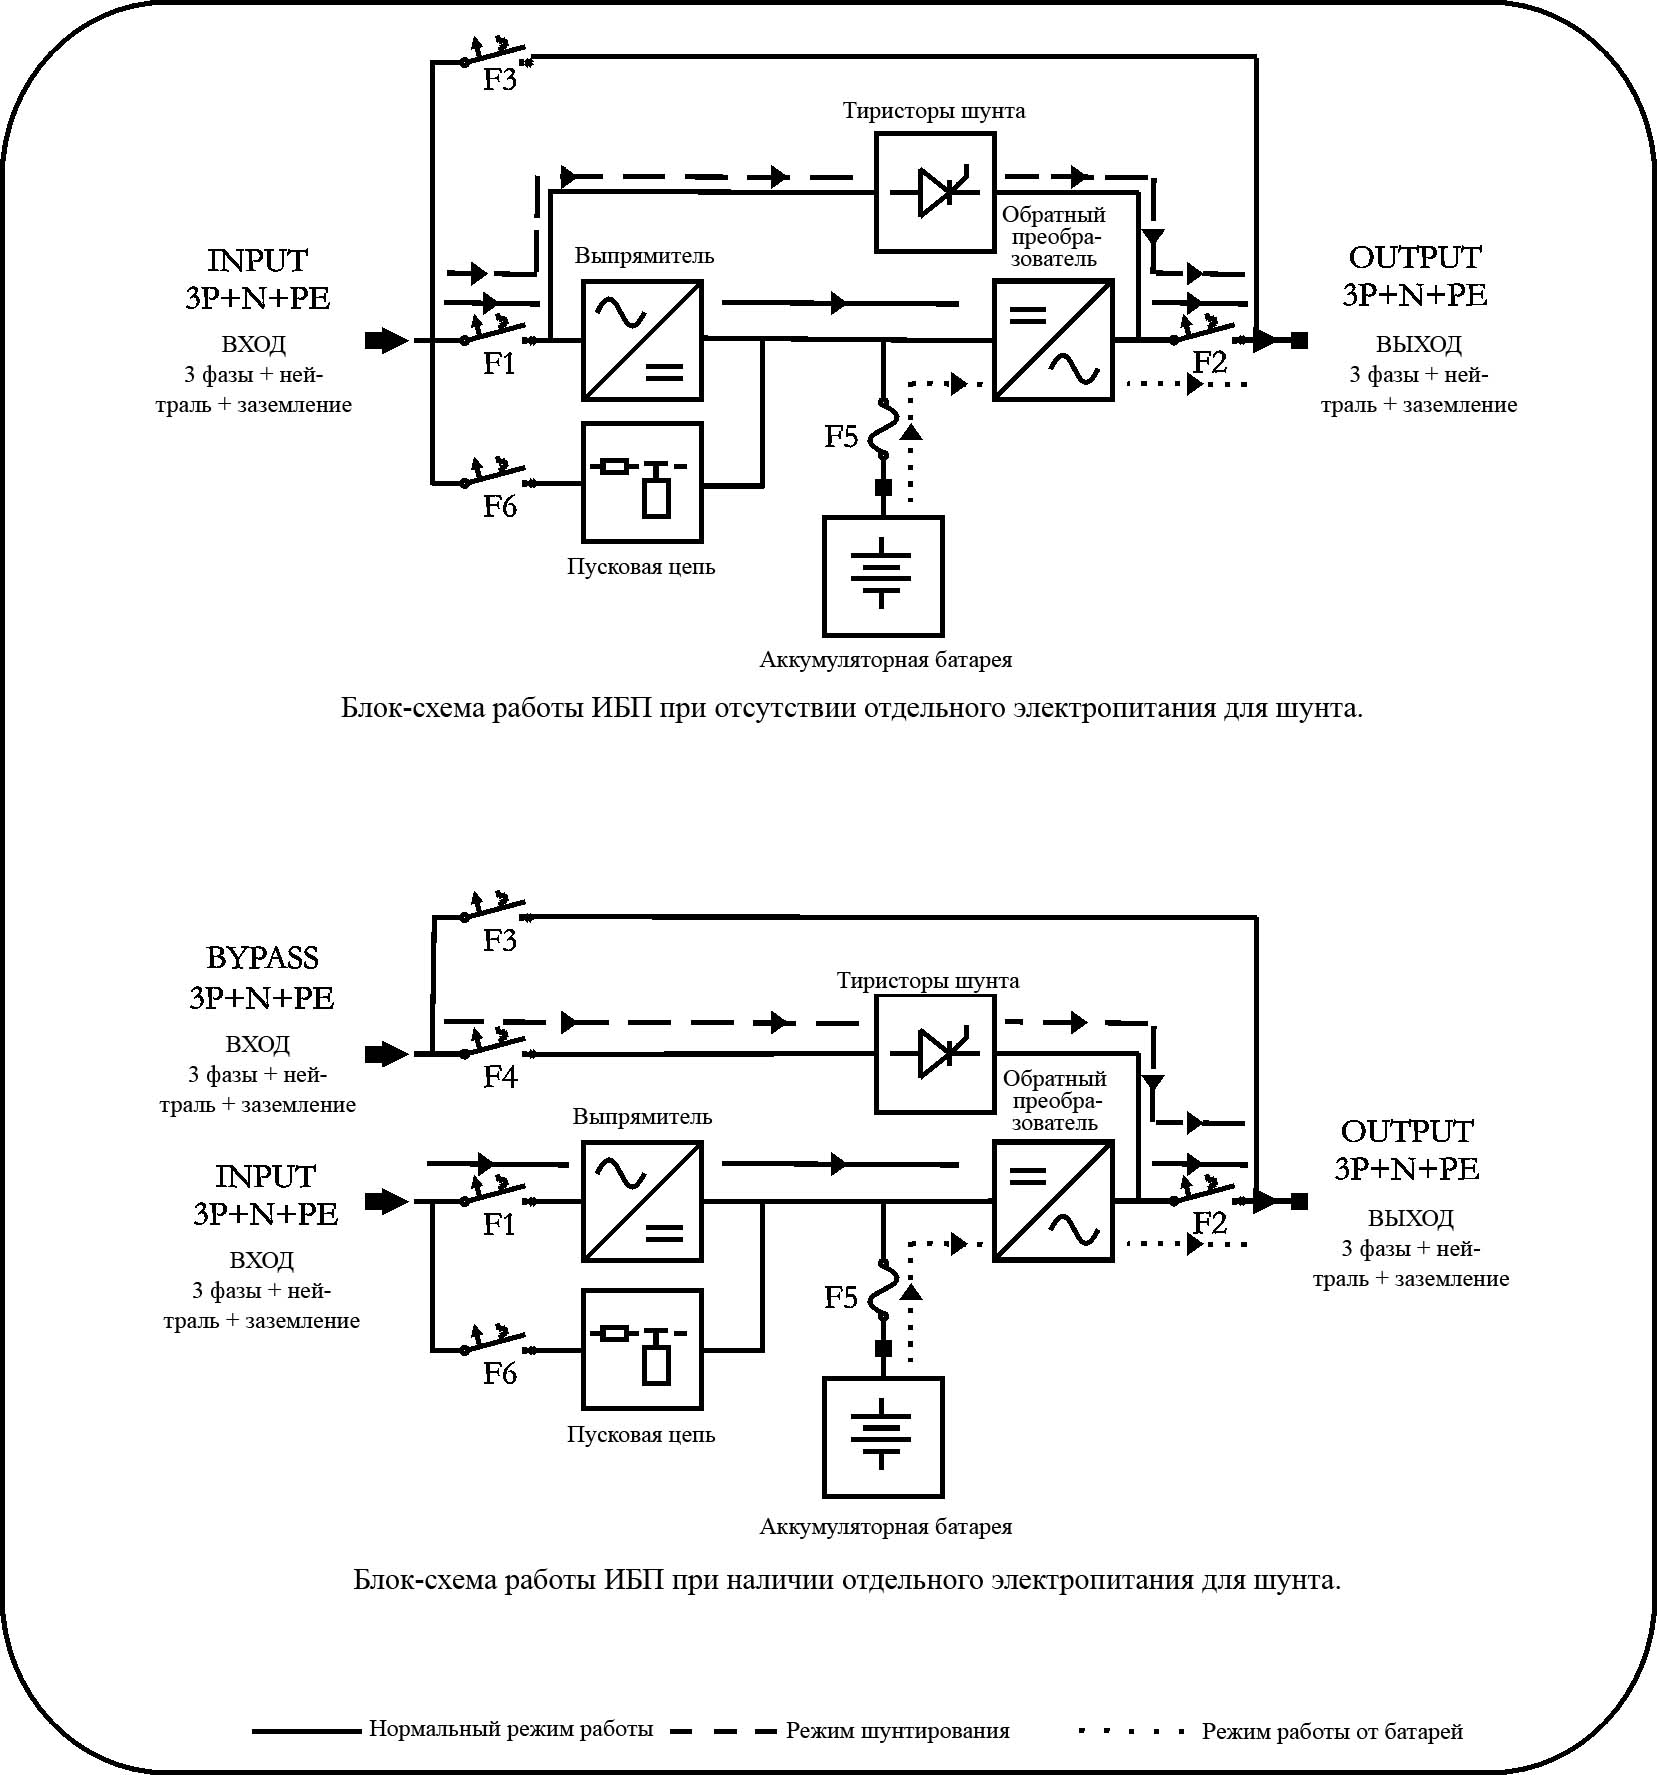 F3
Тиристоры шунта
Обратный
преобра-
зователь
Выпрямитель
INPUT
3P+N+PE
ВХОД
3 фазы + ней-
траль + заземление
OUTPUT
3P+N+PE
ВЫХОД
3 фазы + ней-
траль + заземление
F1
F2
F5
F6
Пусковая цепь
Аккумуляторная батарея
Блок-схема работы ИБП при отсутствии отдельного электропитания для шунта.
F3
BYPASS
3P+N+PE
ВХОД
3 фазы + ней-
траль + заземление
Тиристоры шунта
F4
Обратный
преобра-
зователь
Выпрямитель
INPUT
3P+N+PE
ВХОД
3 фазы + ней-
траль + заземление
OUTPUT
3P+N+PE
ВЫХОД
3 фазы + ней-
траль + заземление
F1
F2
F5
F6
Пусковая цепь
Аккумуляторная батарея
Блок-схема работы ИБП при наличии отдельного электропитания для шунта.
Нормальный режим работы
Режим шунтирования
Режим работы от батарей